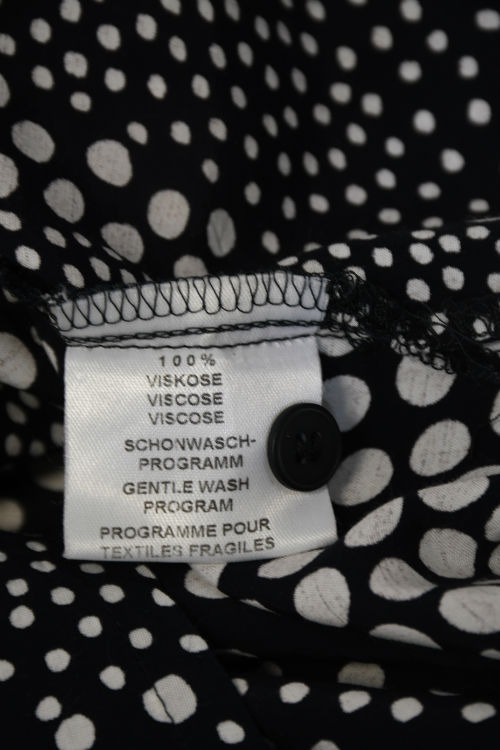 100%
VISKOSE
VISCOSE
VISCOSE
SCHONWASCH-
PROGRAMM
GENTLE WASH
PROGRAM
PROGRAMME POUR
TEXTILES FRAGILES